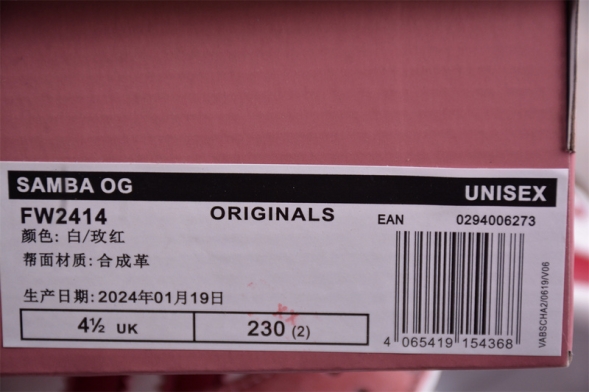 SAMBA OG UNISEX
FW2414 ORIGINALS EAN 0294006273
颜色: 白/玫红
帮面材质: 合成革
生产日期: 2024年01月19日
4½ UK 230 (2)
4 065419 154368
VABSCHA2/0619/V06